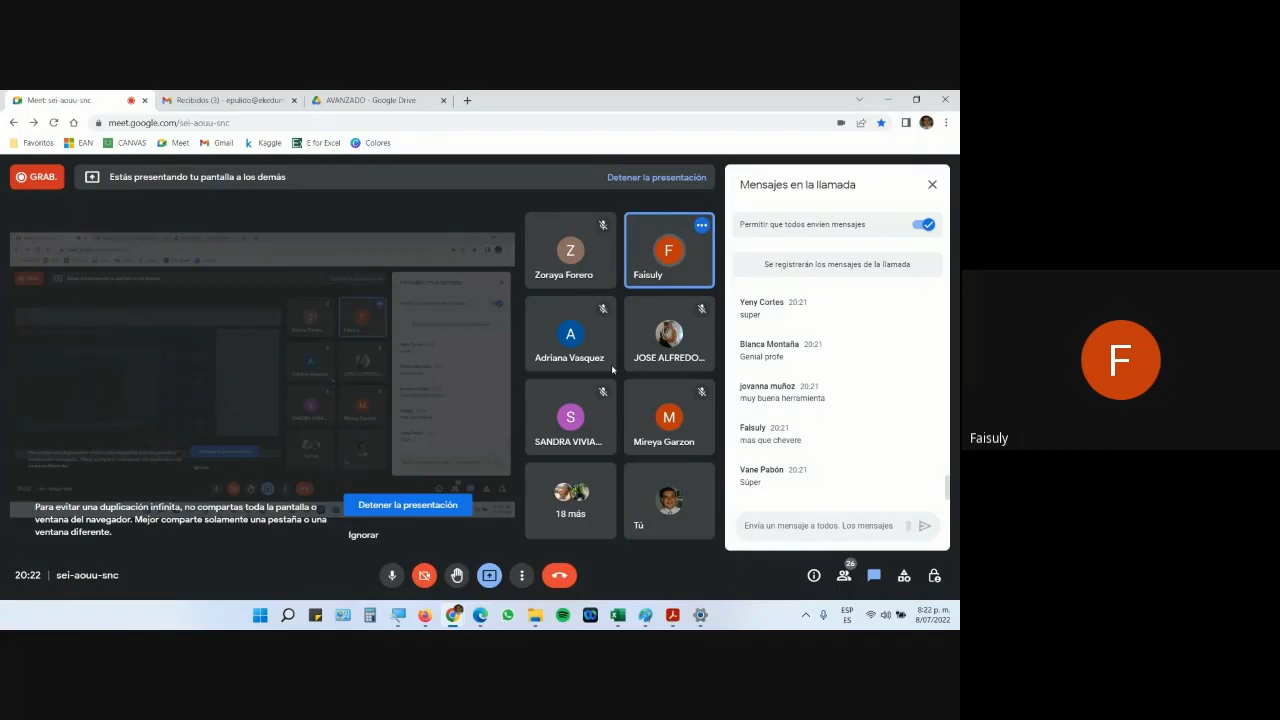 Meet: sei-aouu-snc
Recibidos (3) - epulido@ekedum
AVANZADO - Google Drive
meet.google.com/sei-aouu-snc
Favoritos
EAN
CANVAS
Meet
Gmail
Kaggle
E for Excel
Colores
GRAB.
Estás presentando tu pantalla a los demás
Detener la presentación
Zoraya Forero
Faisuly
Adriana Vasquez
JOSE ALFREDO...
SANDRA VIVIA...
Mireya Garzon
18 más
Tú
Z
F
A
S
M
Para evitar una duplicación infinita, no compartas toda la pantalla o
ventana del navegador. Mejor comparte solamente una pestaña o una
ventana diferente.
Detener la presentación
Ignorar
Mensajes en la llamada
Permitir que todos envíen mensajes
Se registrarán los mensajes de la llamada
Yeny Cortes 20:21
super
Blanca Montaña 20:21
Genial profe
jovanna muñoz 20:21
muy buena herramienta
Faisuly 20:21
mas que chevere
Vane Pabón 20:21
Súper
Envía un mensaje a todos. Los mensajes
20:22 | sei-aouu-snc
26
ESP
ES
8:22 p. m.
8/07/2022
F
Faisuly